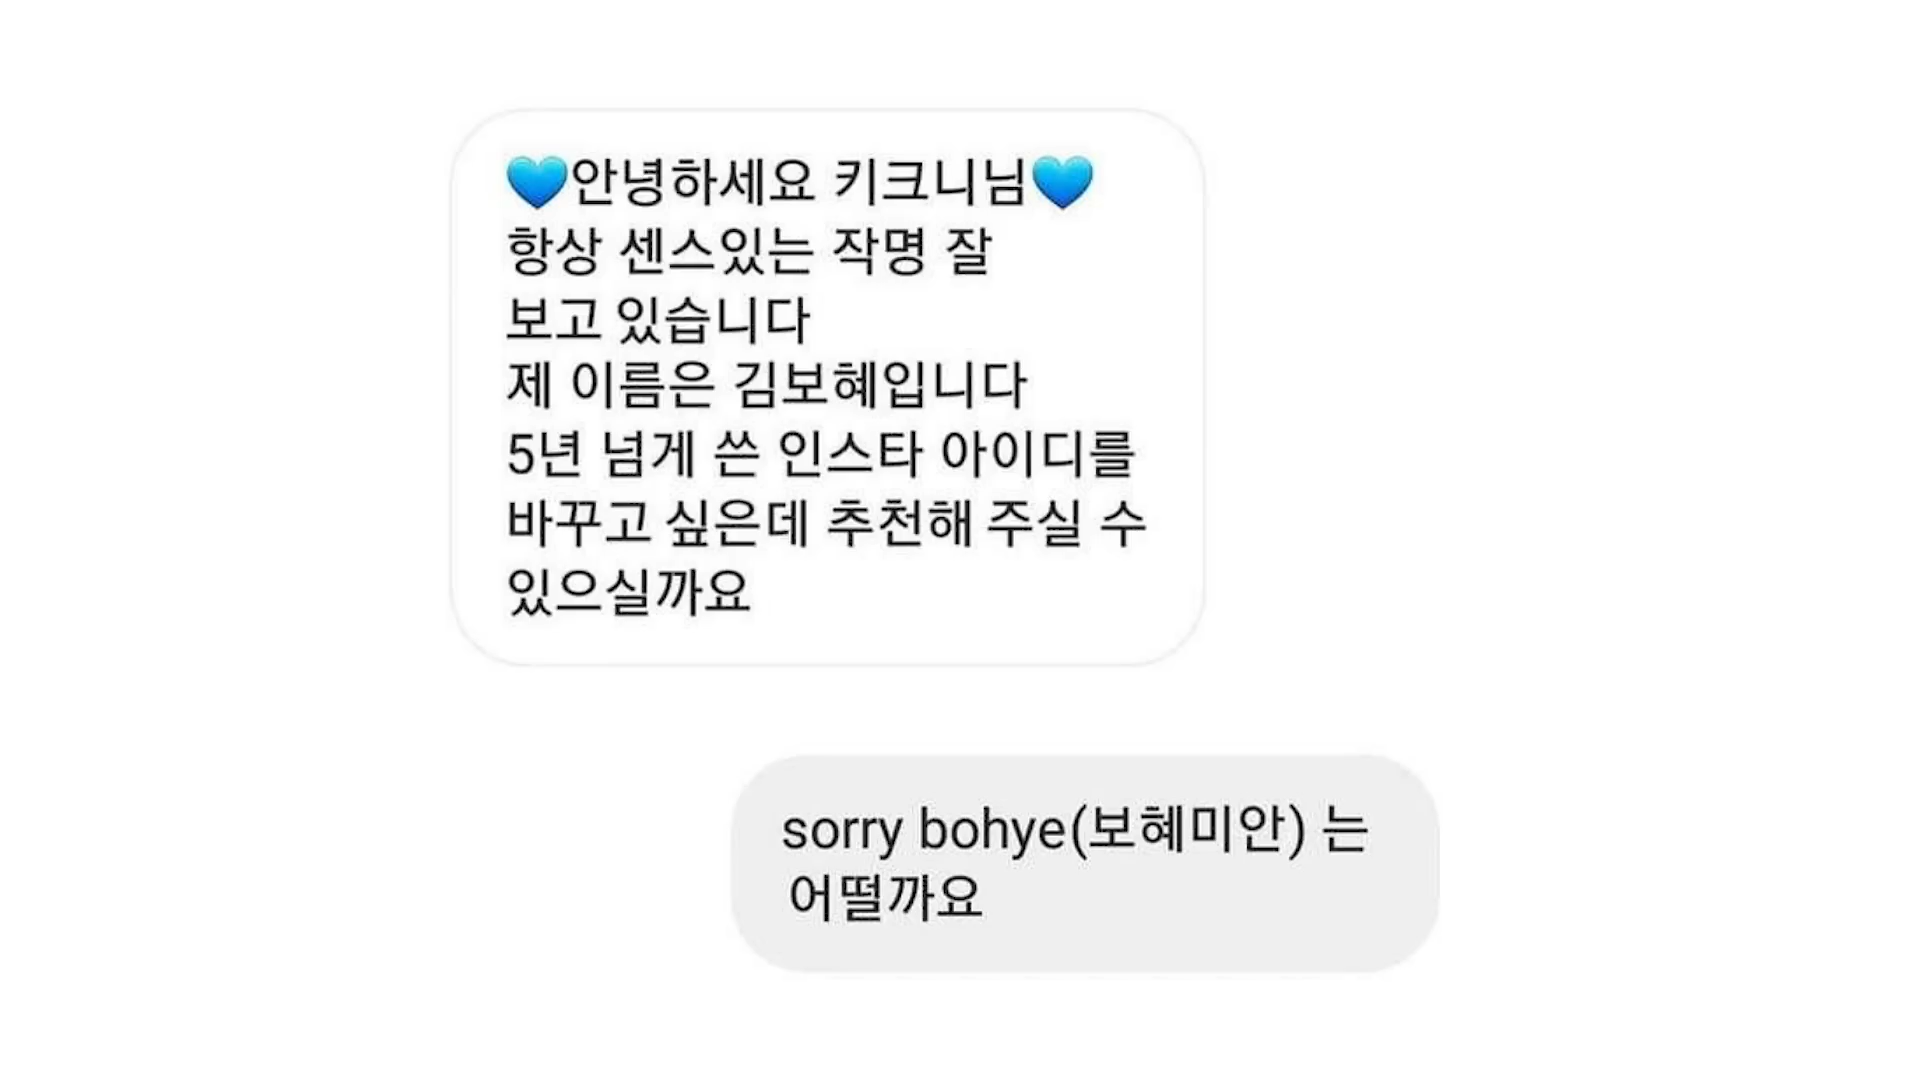 💙안녕하세요 키크니님💙
항상 센스있는 작명 잘
보고 있습니다
제 이름은 김보혜입니다
5년 넘게 쓴 인스타 아이디를
바꾸고 싶은데 추천해 주실 수
있으실까요
sorry bohye(보혜미안) 는
어떨까요